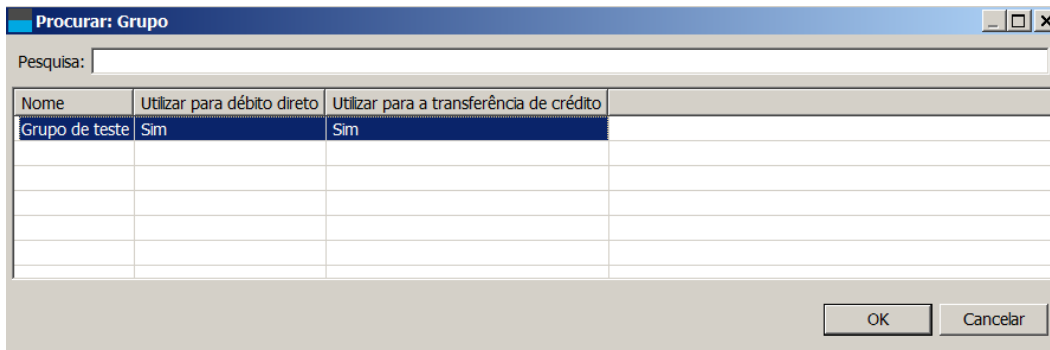 Procurar: Grupo
Pesquisa:
Nome Utilizar para débito direto Utilizar para a transferência de crédito
Grupo de teste Sim Sim
OK Cancelar